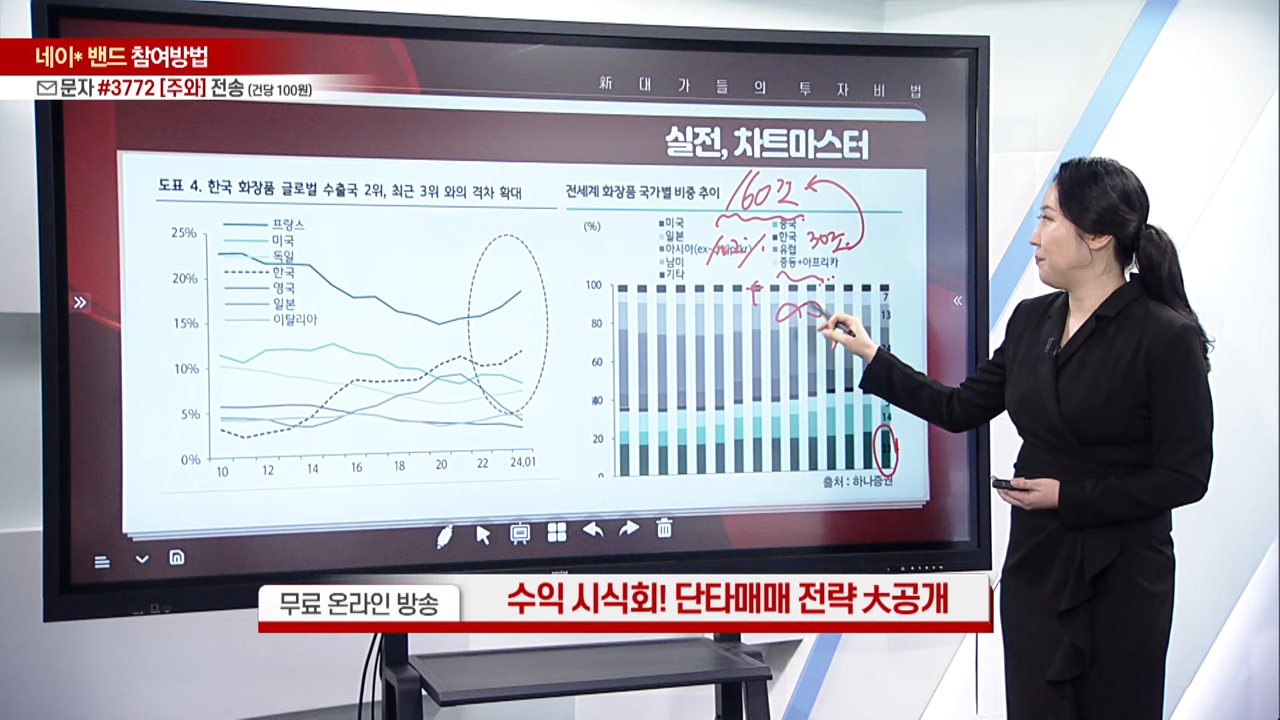 네이* 밴드 참여방법
문자 #3772 [주와] 전송 (건당 100원)
新 대 가 들 의 투 자 비 법
실전, 차트마스터
도표 4. 한국 화장품 글로벌 수출국 2위, 최근 3위 와의 격차 확대
프랑스
미국
독일
한국
영국
일본
이탈리아
25%
20%
15%
10%
5%
0%
10 12 14 16 18 20 22 24.01
전세계 화장품 국가별 비중 추이
160조
(%)
미국 중국
일본 한국 30조
유럽
남미 중동+아프리카
기타
100
80
60
40
20
0
7
13
14
출처 : 하나증권
무료 온라인 방송
수익 시식회! 단타매매 전략 大공개